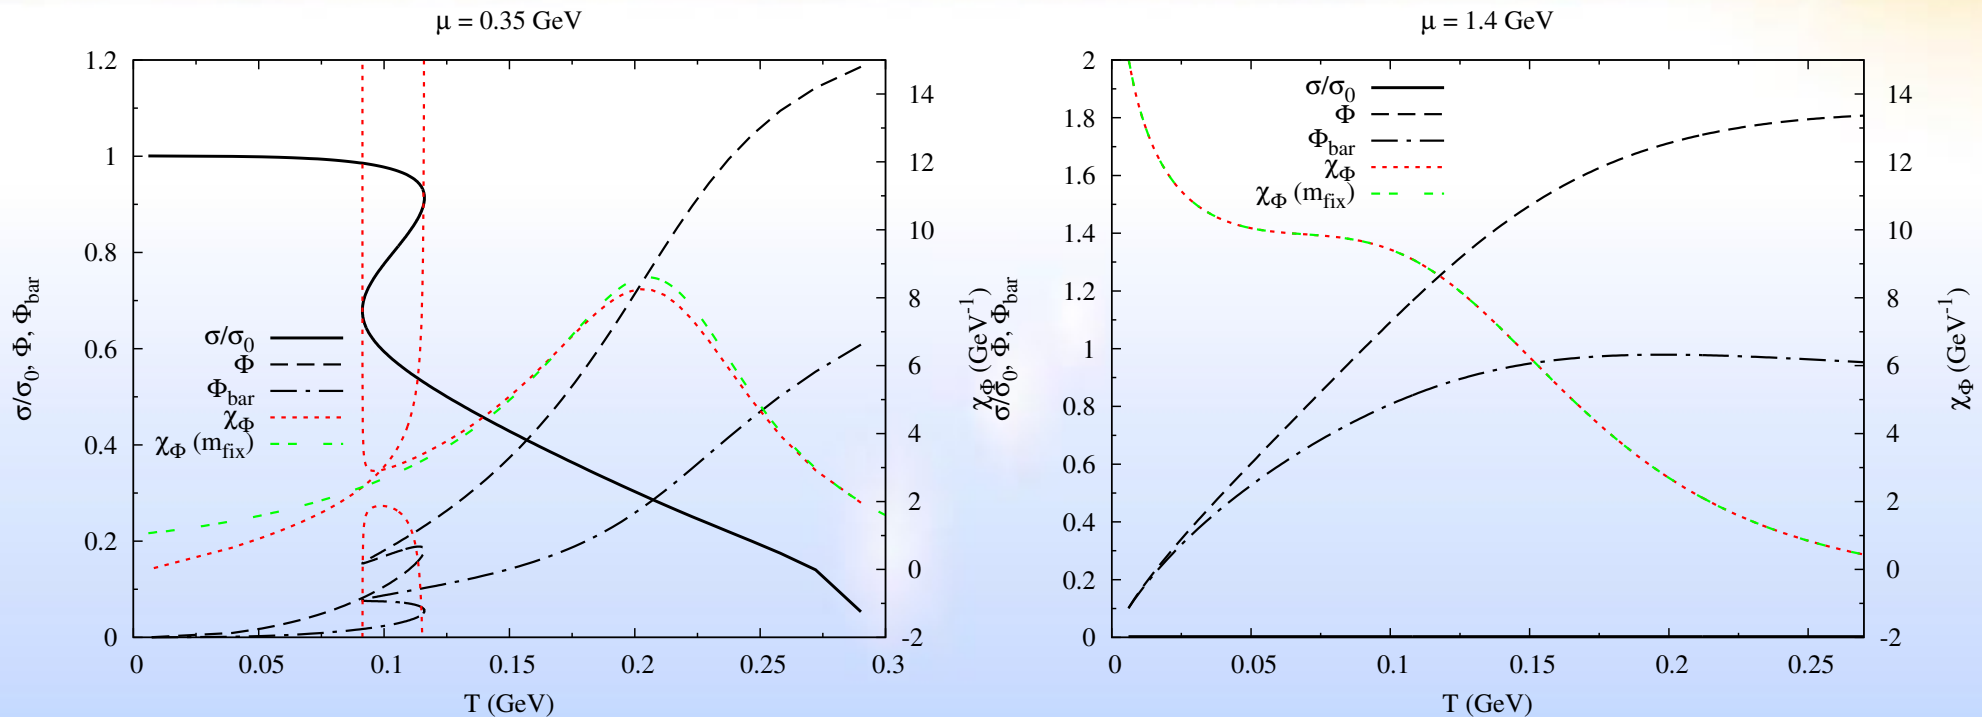 μ = 0.35 GeV
1.2
1
0.8
0.6
0.4
0.2
0
σ/σ0, Φ, Φbar
σ/σ0
Φ
Φbar
χΦ
χΦ (mfix)
14
12
10
8
6
4
2
0
-2
χΦ (GeV-1)
0 0.05 0.1 0.15 0.2 0.25 0.3
T (GeV)
μ = 1.4 GeV
2
1.8
1.6
1.4
1.2
1
0.8
0.6
0.4
0.2
0
σ/σ0, Φ, Φbar
σ/σ0
Φ
Φbar
χΦ
χΦ (mfix)
14
12
10
8
6
4
2
0
-2
χΦ (GeV-1)
0 0.05 0.1 0.15 0.2 0.25
T (GeV)